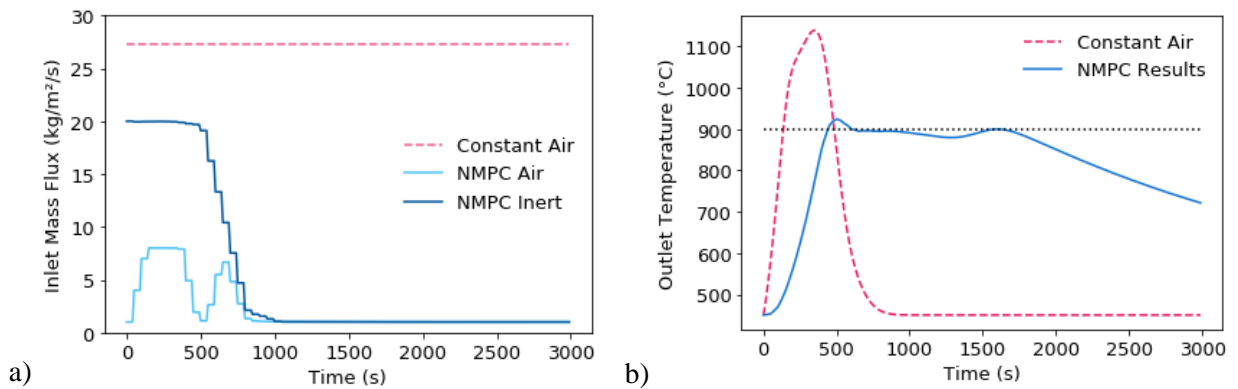 30
25
20
15
10
5
0
Inlet Mass Flux (kg/m²/s)
Constant Air
NMPC Air
NMPC Inert
0
500
1000
1500
2000
2500
3000
Time (s)
a)
1100
1000
900
800
700
600
500
Outlet Temperature (°C)
Constant Air
NMPC Results
0
500
1000
1500
2000
2500
3000
Time (s)
b)